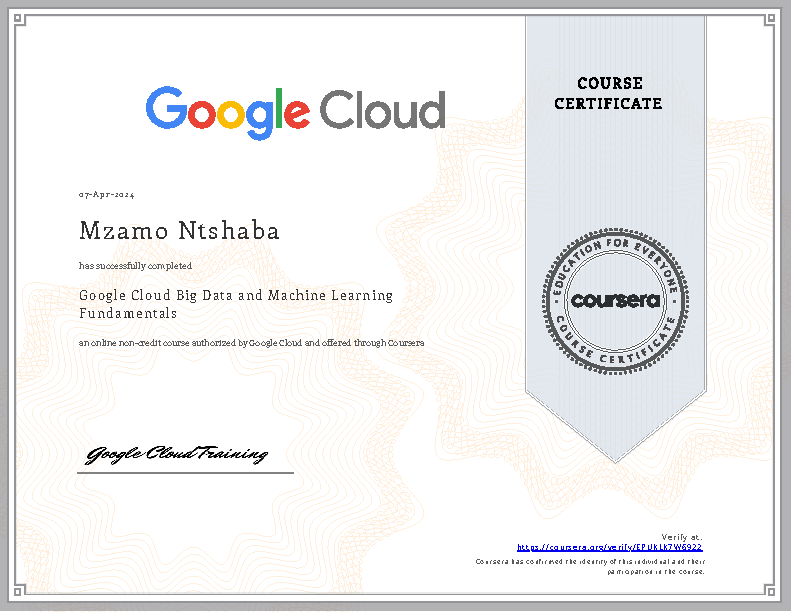 Google Cloud
COURSE
CERTIFICATE
07-Apr-2024
Mzamo Ntshaba
has successfully completed
Google Cloud Big Data and Machine Learning
Fundamentals
an online non-credit course authorized by Google Cloud and offered through Coursera
EDUCATION FOR EVERYONE
coursera
COURSE CERTIFICATE
Google Cloud Training
Verify at:
https://coursera.org/verify/EPUKLK7W6922
Coursera has confirmed the identity of this individual and their
participation in the course.